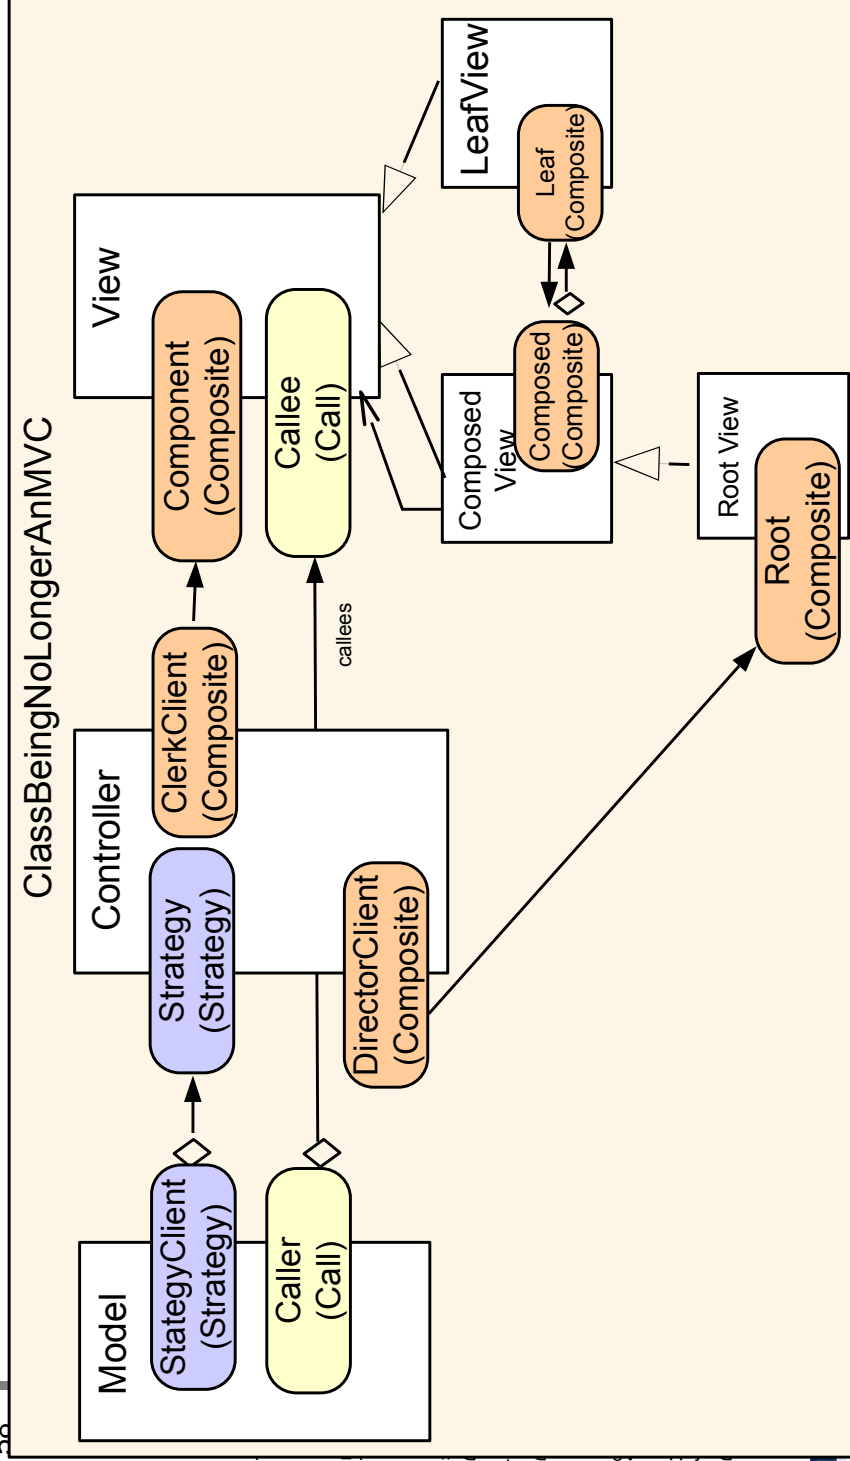 ClassBeingNoLongerAnMVC
Model
StategyClient
(Strategy)
Caller
(Call)
Controller
Strategy
(Strategy)
ClerkClient
(Composite)
DirectorClient
(Composite)
callees
View
Component
(Composite)
Callee
(Call)
Composed
View
Composed
(Composite)
LeafView
Leaf
(Composite)
Root View
Root
(Composite)